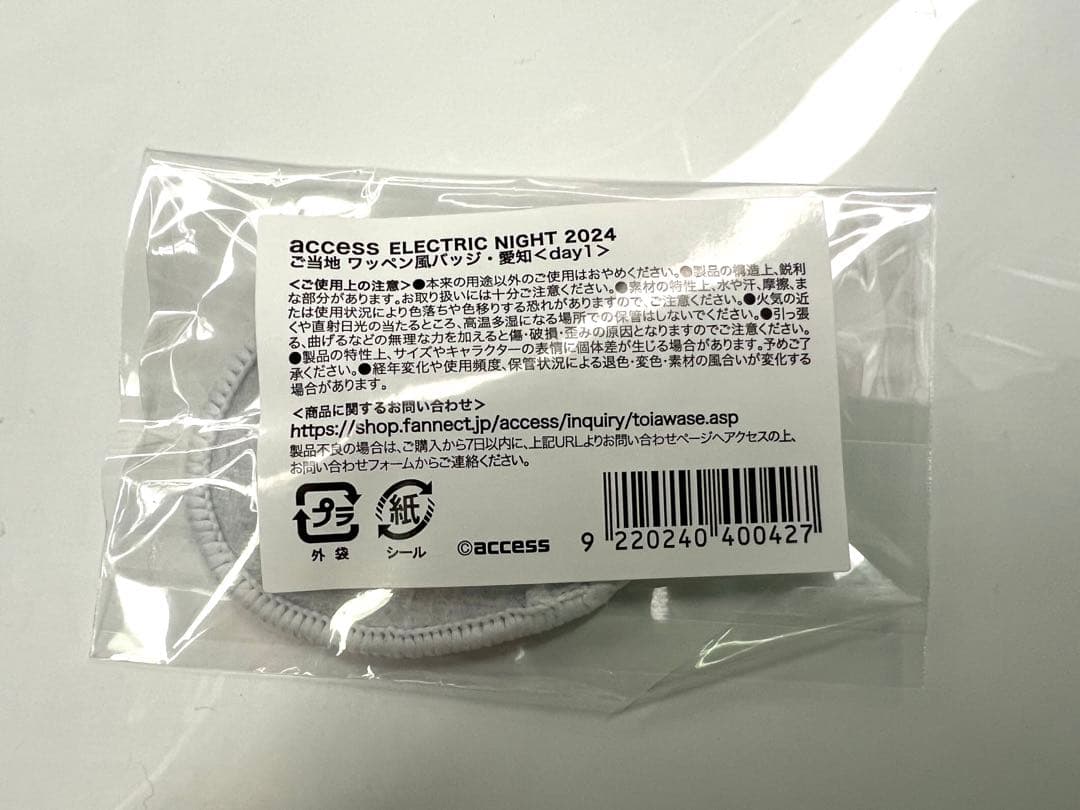 access ELECTRIC NIGHT 2024
ご当地 ワッペン風バッジ・愛知<day1>
<ご使用上の注意>●本来の用途以外のご使用はおやめください。●製品の構造上、鋭利
な部分があります。お取り扱いには十分ご注意ください。●素材の特性上、水や汗、摩擦、ま
たは使用状況により色落ちや色移りする恐れがありますので、ご注意ください。●火気の近
くや直射日光の当たるところ、高温多湿になる場所での保管はしないでください。●引っ張
る、曲げるなどの無理な力を加えると傷・破損・歪みの原因となりますのでご注意ください。
●製品の特性上、サイズやキャラクターの表情に個体差が生じる場合があります。予めご了
承ください。●経年変化や使用頻度、保管状況による退色・変色・素材の風合いが変化する
場合があります。
<商品に関するお問い合わせ>
https://shop.fannect.jp/access/inquiry/toiawase.asp
製品不良の場合は、ご購入から7日以内に、上記URLよりお問い合わせページへアクセスの上、
お問い合わせフォームからご連絡ください。
プラ 紙
外袋 シール ©access 9 220240 400427